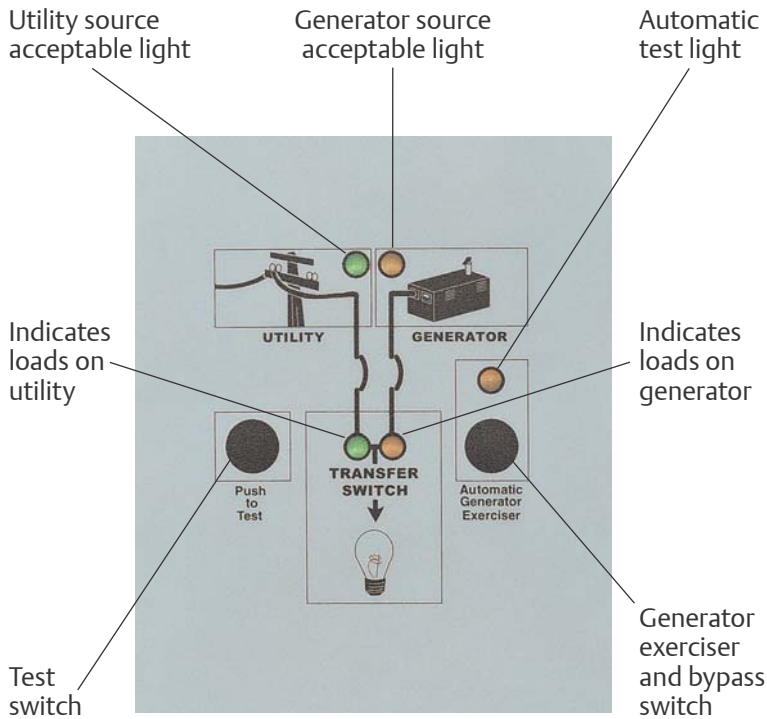 Utility source
acceptable light
Generator source
acceptable light
Automatic
test light
UTILITY
GENERATOR
Indicates
loads on
utility
Indicates
loads on
generator
TRANSFER
SWITCH
Push
to
Test
Automatic
Generator
Exerciser
Test
switch
Generator
exerciser
and bypass
switch